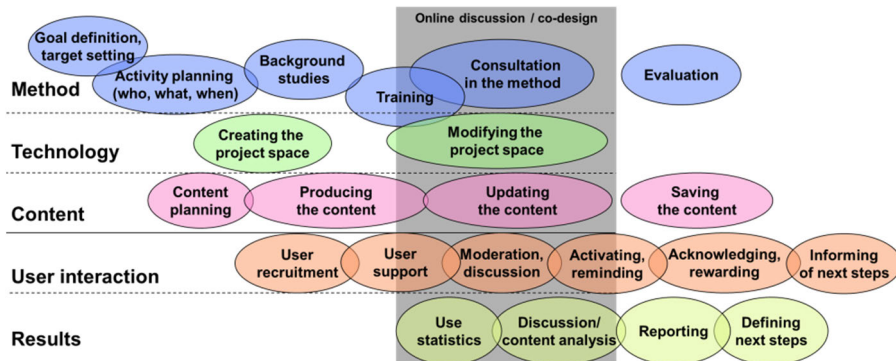 Online discussion / co-design
Goal definition,
target setting
Activity planning
(who, what, when)
Background
studies
Training
Consultation
in the method
Evaluation
Method
Creating the
project space
Modifying the
project space
Technology
Content
planning
Producing
the content
Updating
the content
Saving
the content
Content
User
recruitment
User
support
Moderation,
discussion
Activating,
reminding
Acknowledging,
rewarding
Informing
of next steps
User interaction
Use
statistics
Discussion/
content analysis
Reporting
Defining
next steps
Results